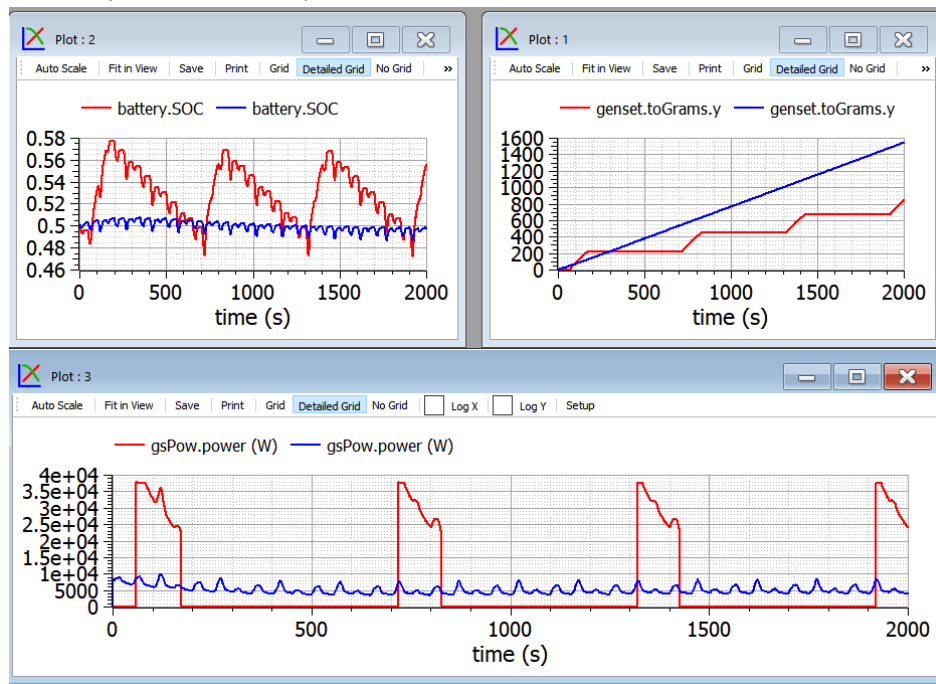 Plot : 2
Auto Scale Fit in View Save Print Grid Detailed Grid No Grid »
battery.SOC battery.SOC
0.58
0.56
0.54
0.52
0.5
0.48
0.46
0 500 1000 1500 2000
time (s)
Plot : 1
Auto Scale Fit in View Save Print Grid Detailed Grid No Grid »
genset.toGrams.y genset.toGrams.y
1600
1400
1200
1000
800
600
400
200
0
0 500 1000 1500 2000
time (s)
Plot : 3
Auto Scale Fit in View Save Print Grid Detailed Grid No Grid Log X Log Y Setup
gsPow.power (W) gsPow.power (W)
4e+04
3.5e+04
3e+04
2.5e+04
2e+04
1.5e+04
1e+04
5000
0
0 500 1000 1500 2000
time (s)